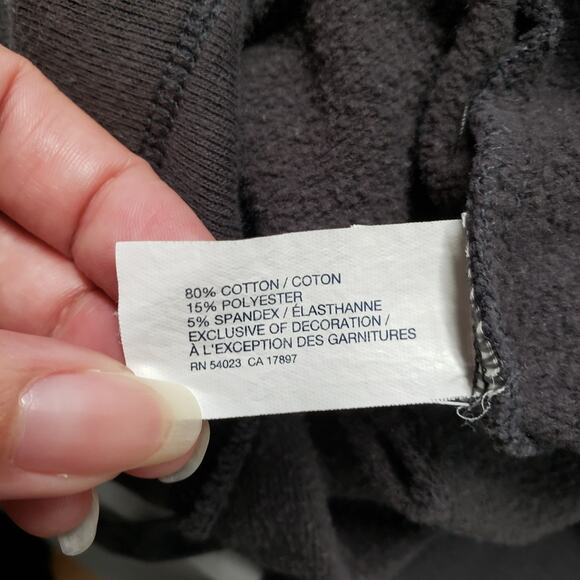 80% COTTON / COTON
15% POLYESTER
5% SPANDEX / ÉLASTHANNE
EXCLUSIVE OF DECORATION /
À L'EXCEPTION DES GARNITURES
RN 54023 CA 17897